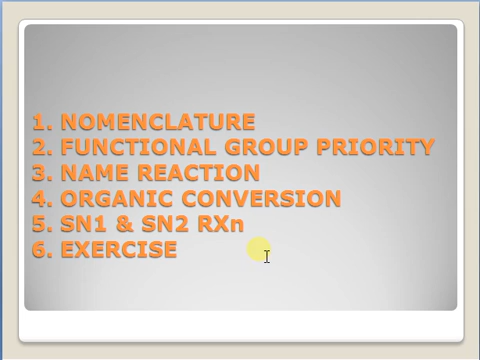 1. NOMENCLATURE
2. FUNCTIONAL GROUP PRIORITY
3. NAME REACTION
4. ORGANIC CONVERSION
5. SN1 & SN2 RXn
6. EXERCISE